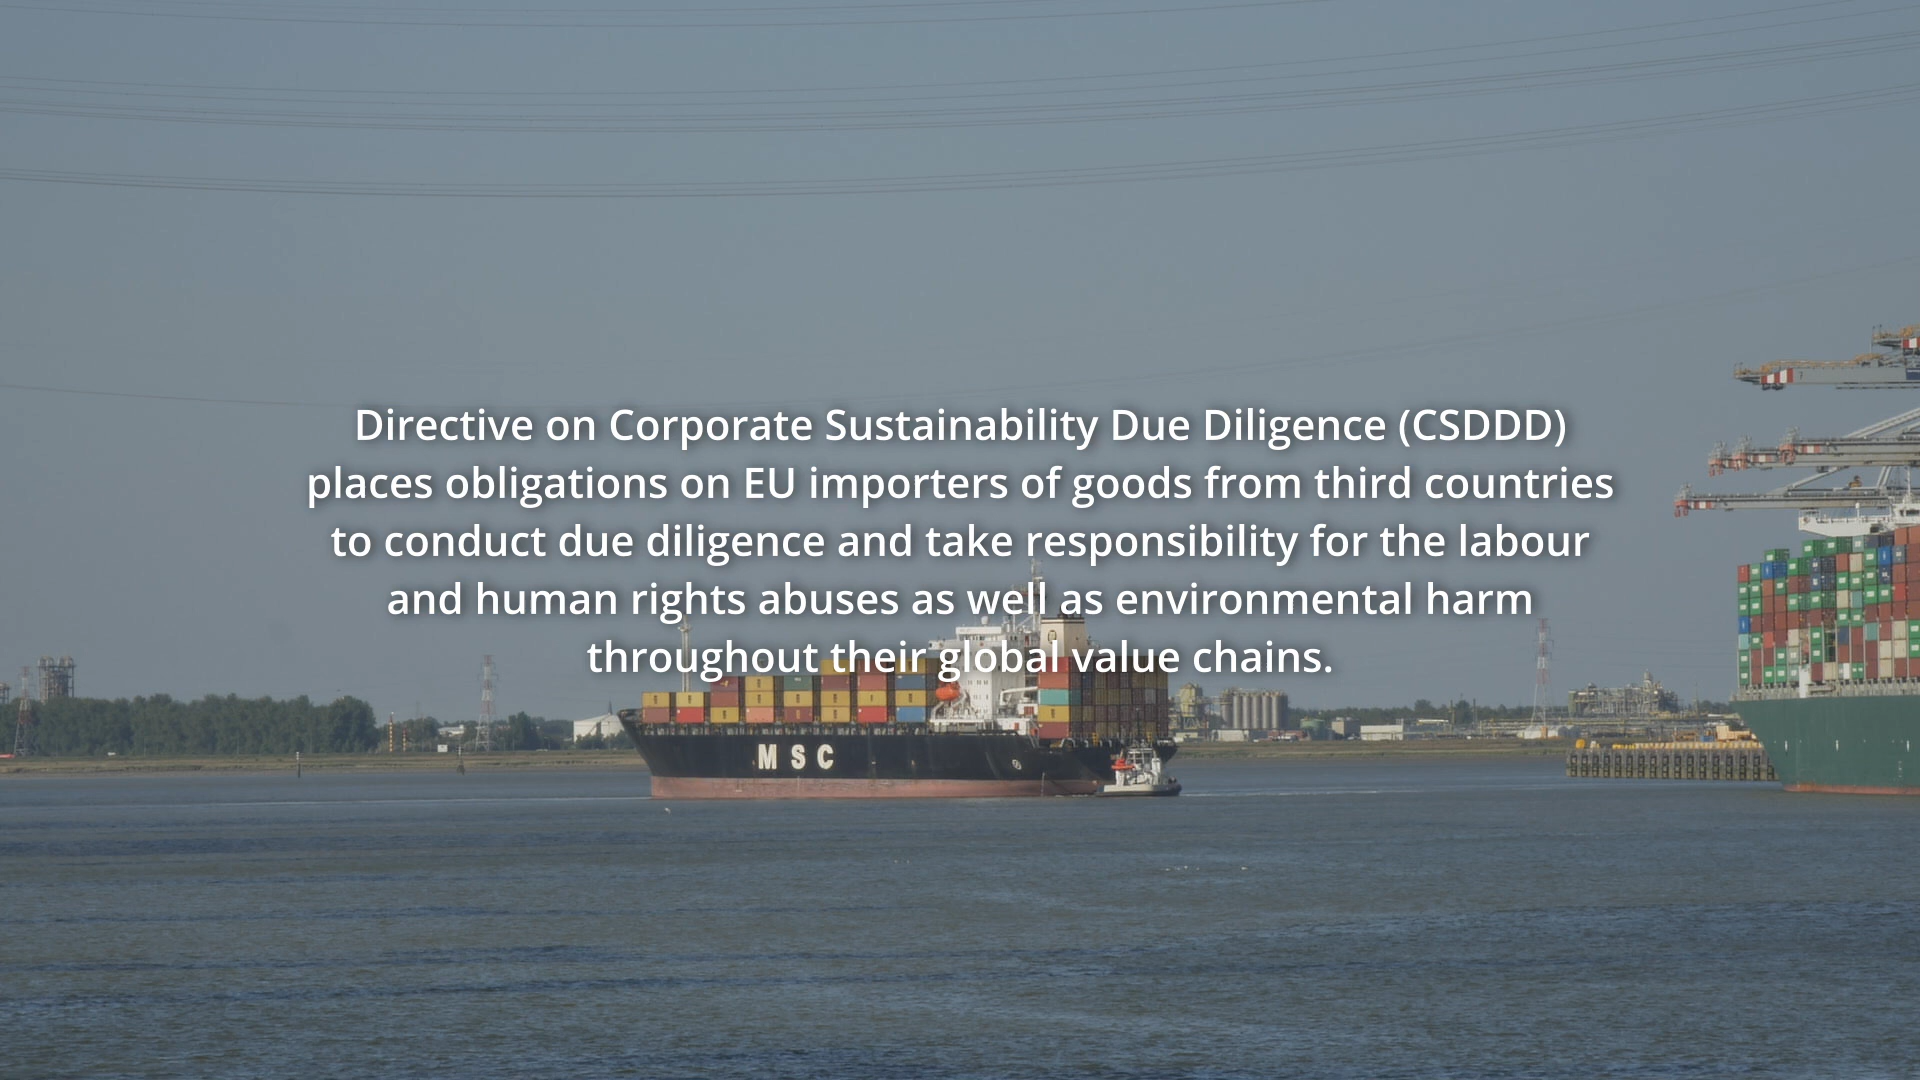 Directive on Corporate Sustainability Due Diligence (CSDDD)
places obligations on EU importers of goods from third countries
to conduct due diligence and take responsibility for the labour
and human rights abuses as well as environmental harm
throughout their global value chains.
MSC